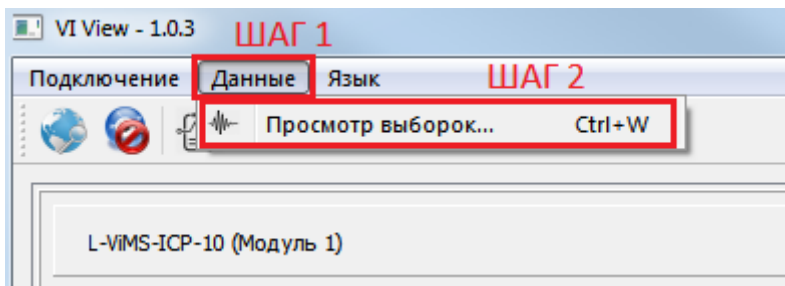 VI View - 1.0.3
ШАГ 1
Подключение Данные Язык
ШАГ 2
Просмотр выборок... Ctrl+W
L-ViMS-ICP-10 (Модуль 1)